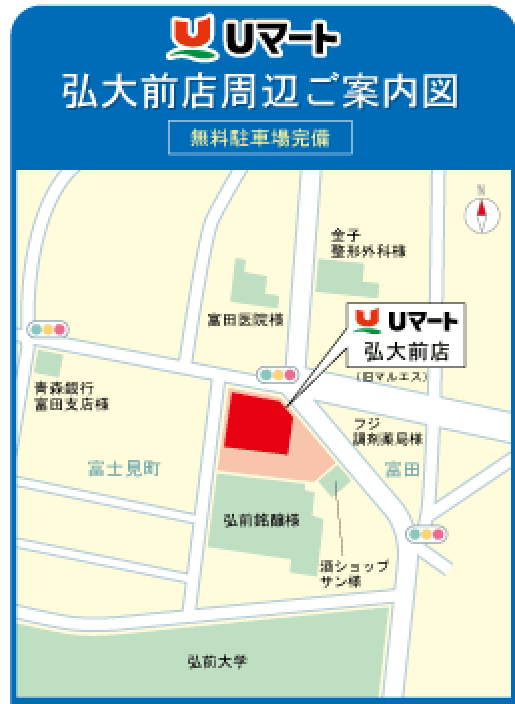 Uマート
弘大前店周辺ご案内図
無料駐車場完備
N
金子
整形外科様
富田医院様
Uマート
弘大前店
(旧マルエス)
青森銀行
富田支店様
フジ
調剤薬局様
富士見町
富田
弘前銘醸様
酒ショップ
サン様
弘前大学